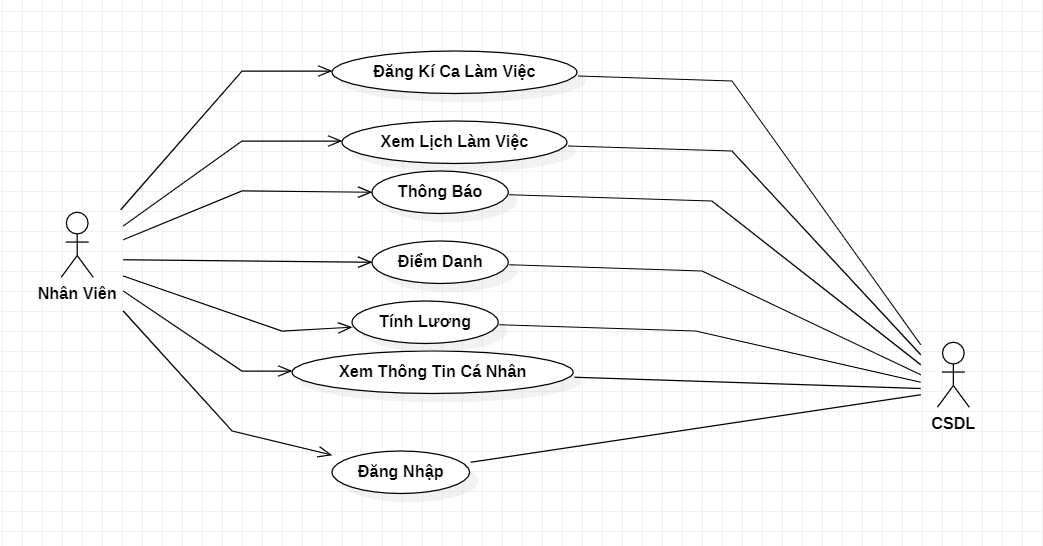 Đăng Kí Ca Làm Việc
Xem Lịch Làm Việc
Thông Báo
Điểm Danh
Nhân Viên
Tính Lương
Xem Thông Tin Cá Nhân
CSDL
Đăng Nhập